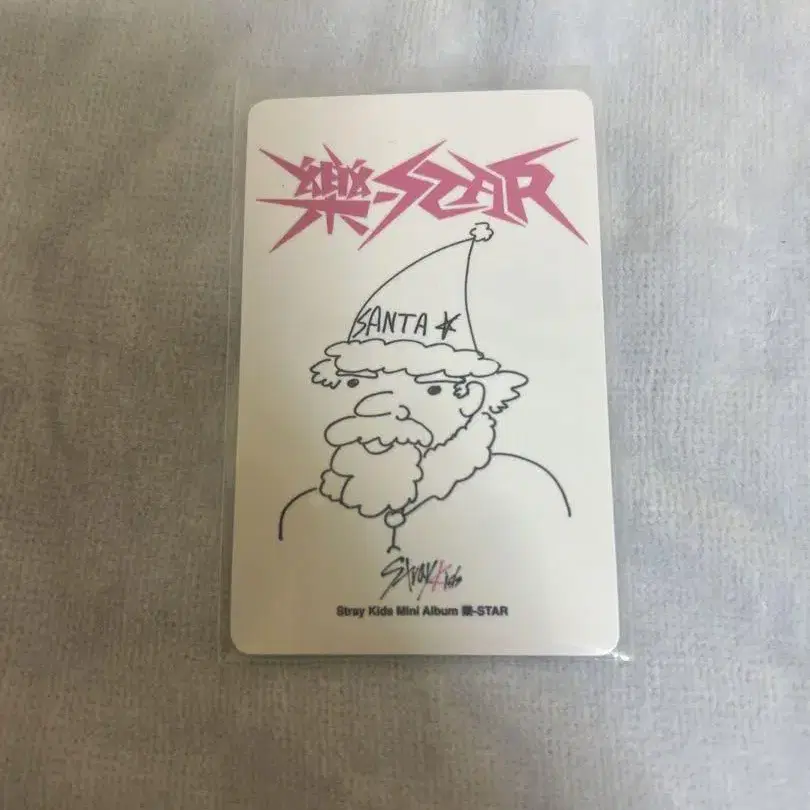 樂-STAR
SANTA
Stray Kids
Stray Kids Mini Album 樂-STAR